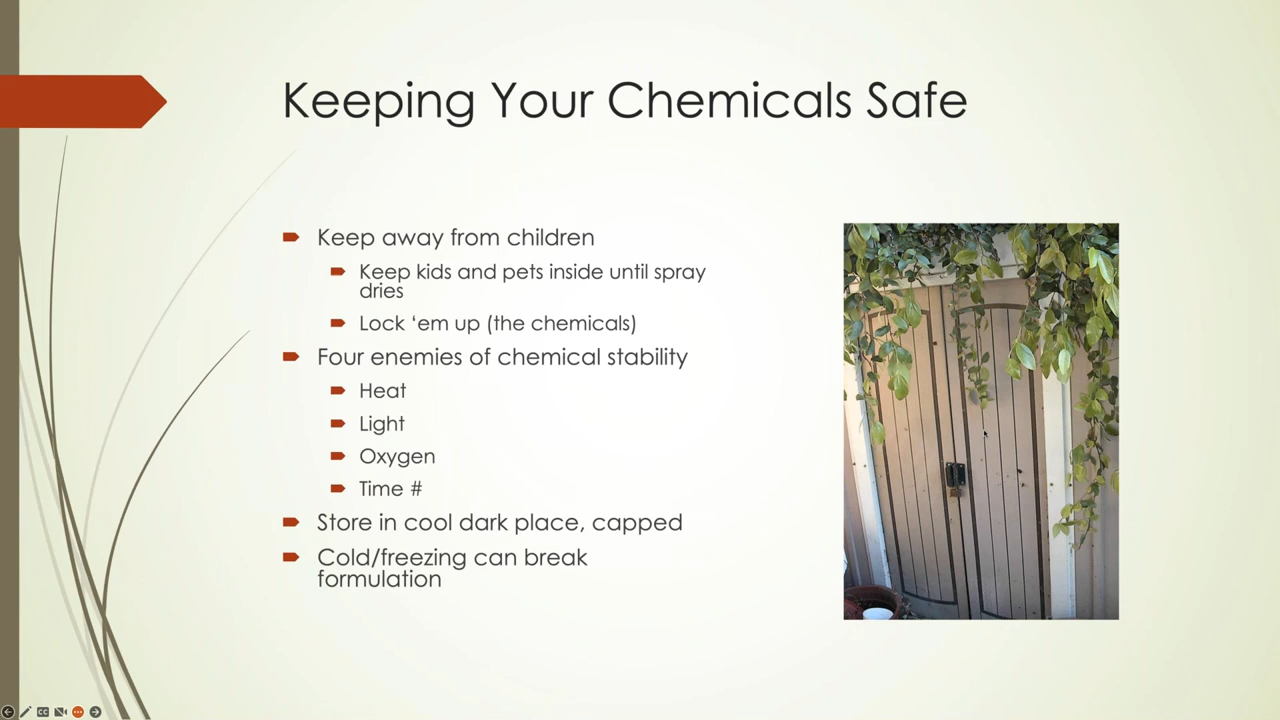 Keeping Your Chemicals Safe
Keep away from children
Keep kids and pets inside until spray
dries
Lock ‘em up (the chemicals)
Four enemies of chemical stability
Heat
Light
Oxygen
Time #
Store in cool dark place, capped
Cold/freezing can break
formulation